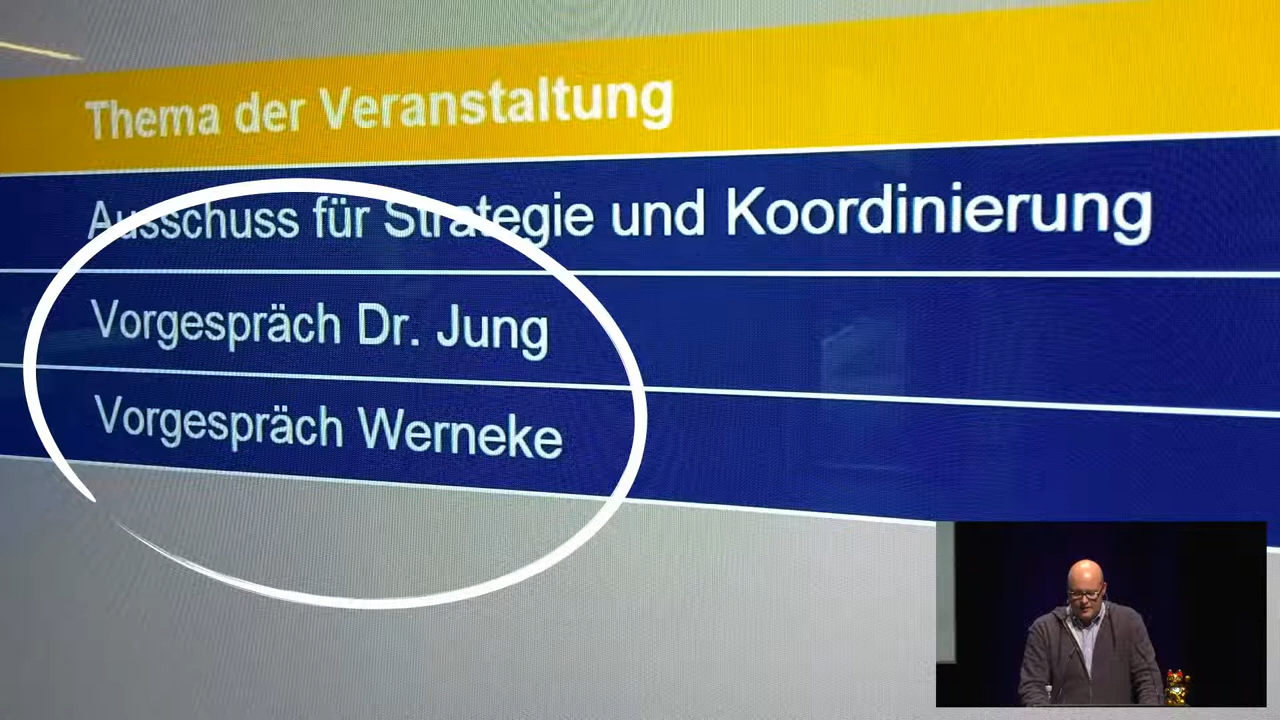 Thema der Veranstaltung
Ausschuss für Strategie und Koordinierung
Vorgespräch Dr. Jung
Vorgespräch Werneke